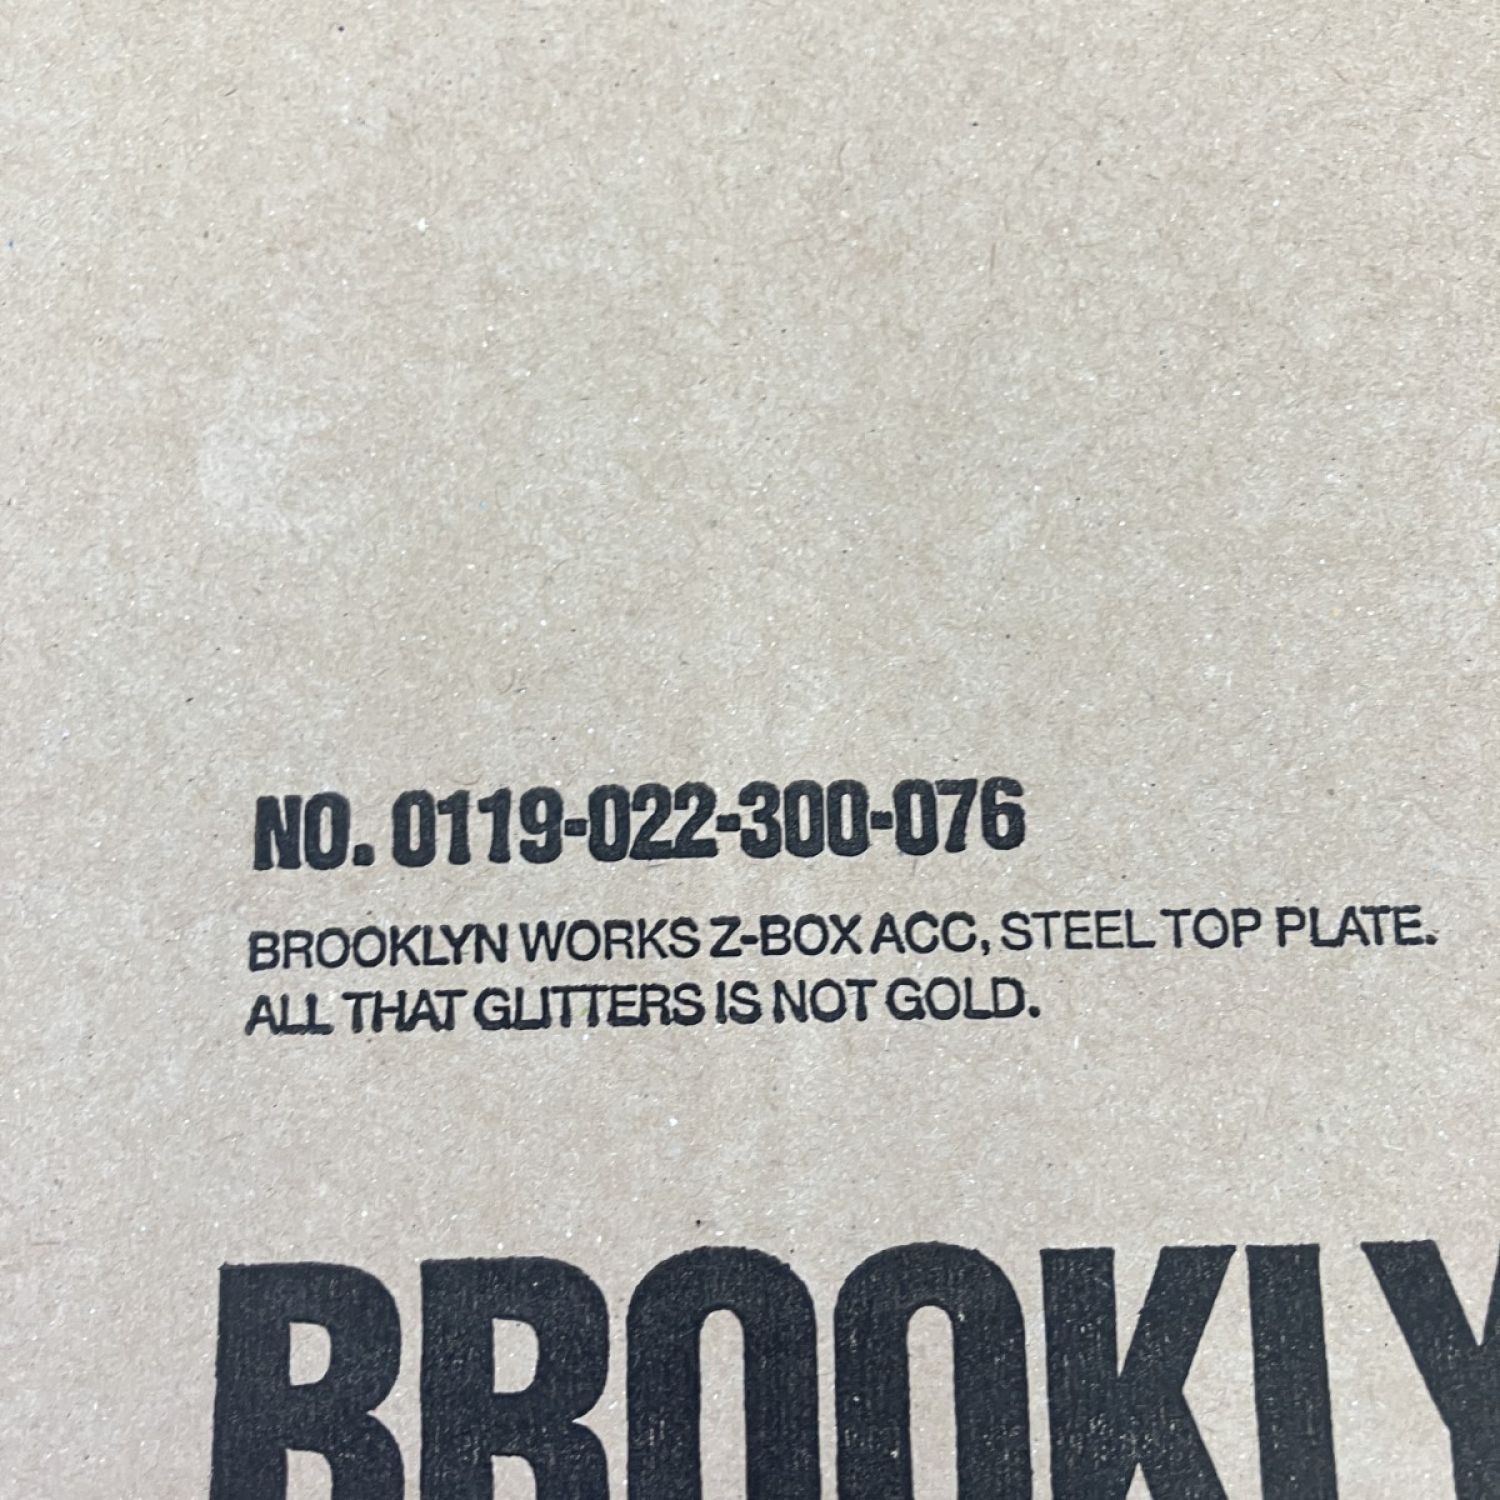 NO. 0119-022-300-076
BROOKLYN WORKS Z-BOX ACC, STEEL TOP PLATE.
ALL THAT GLITTERS IS NOT GOLD.
BROOKLY